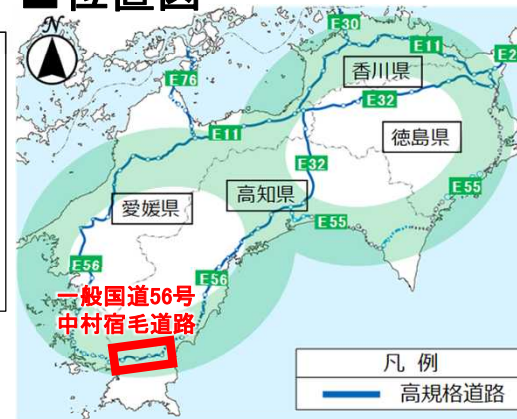 ■位置図
N
E30
E11
E2
香川県
E76
E32
徳島県
E11
E32
高知県
E55
愛媛県
E55
E56
E56
一般国道56号
中村宿毛道路
凡 例
高規格道路